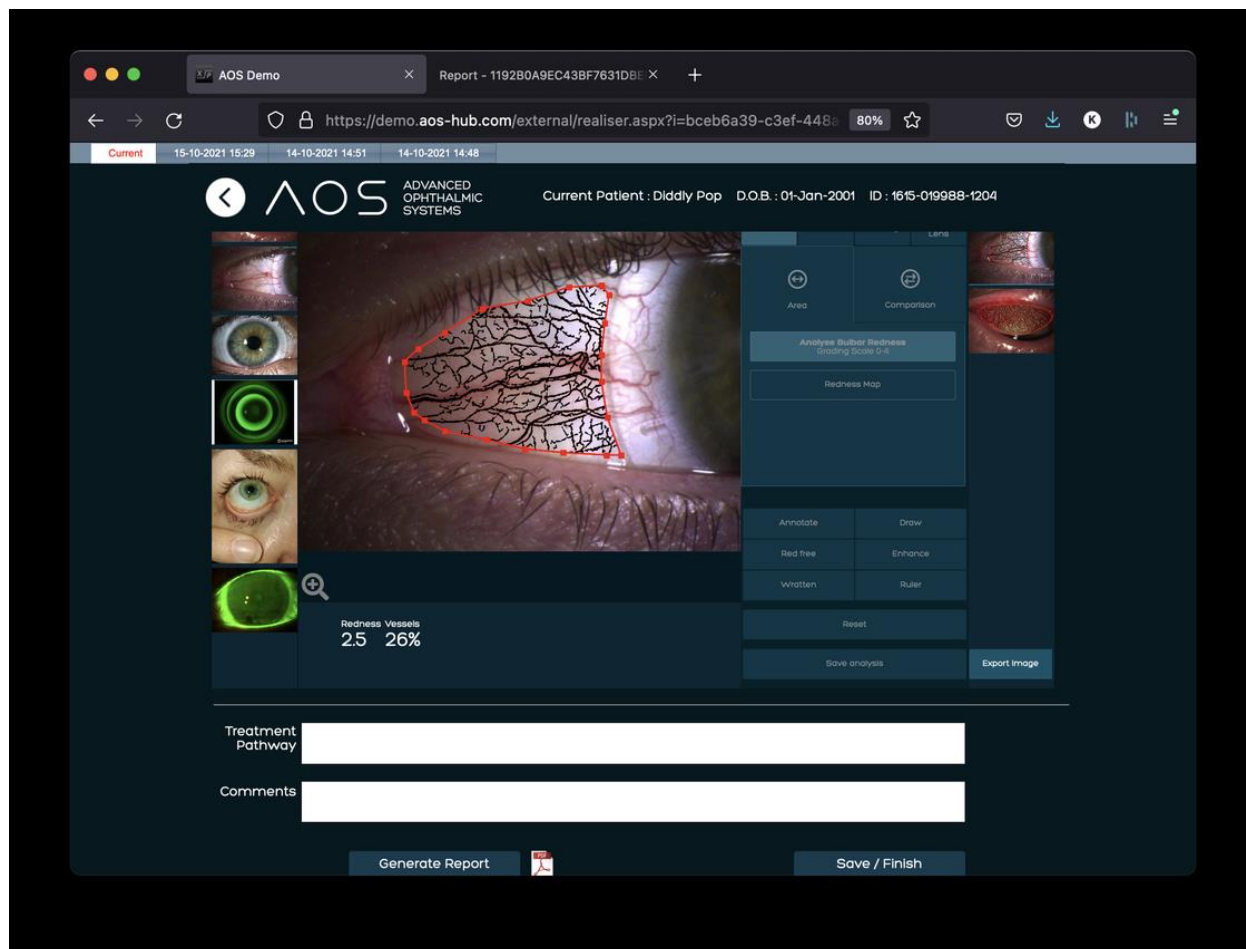 AOS Demo
Report - 1192B0A9EC43BF7631DBE
https://demo.aos-hub.com/external/realiser.aspx?i=bceb6a39-c3ef-448a
80%
K
Current 15-10-2021 15:29 14-10-2021 14:51 14-10-2021 14:48
AOS
ADVANCED
OPHTHALMIC
SYSTEMS
Current Patient : Diddly Pop D.O.B. : 01-Jan-2001 ID : 1615-019988-1204
Lens
Area Comparison
Analyse Bulbar Redness
Grading Scale 0-4
Redness Map
Annotate Draw
Red free Enhance
Wratten Ruler
Redness Vessels
2.5 26%
Reset
Save analysis
Export Image
Treatment
Pathway
Comments
Generate Report
PDF
Save / Finish